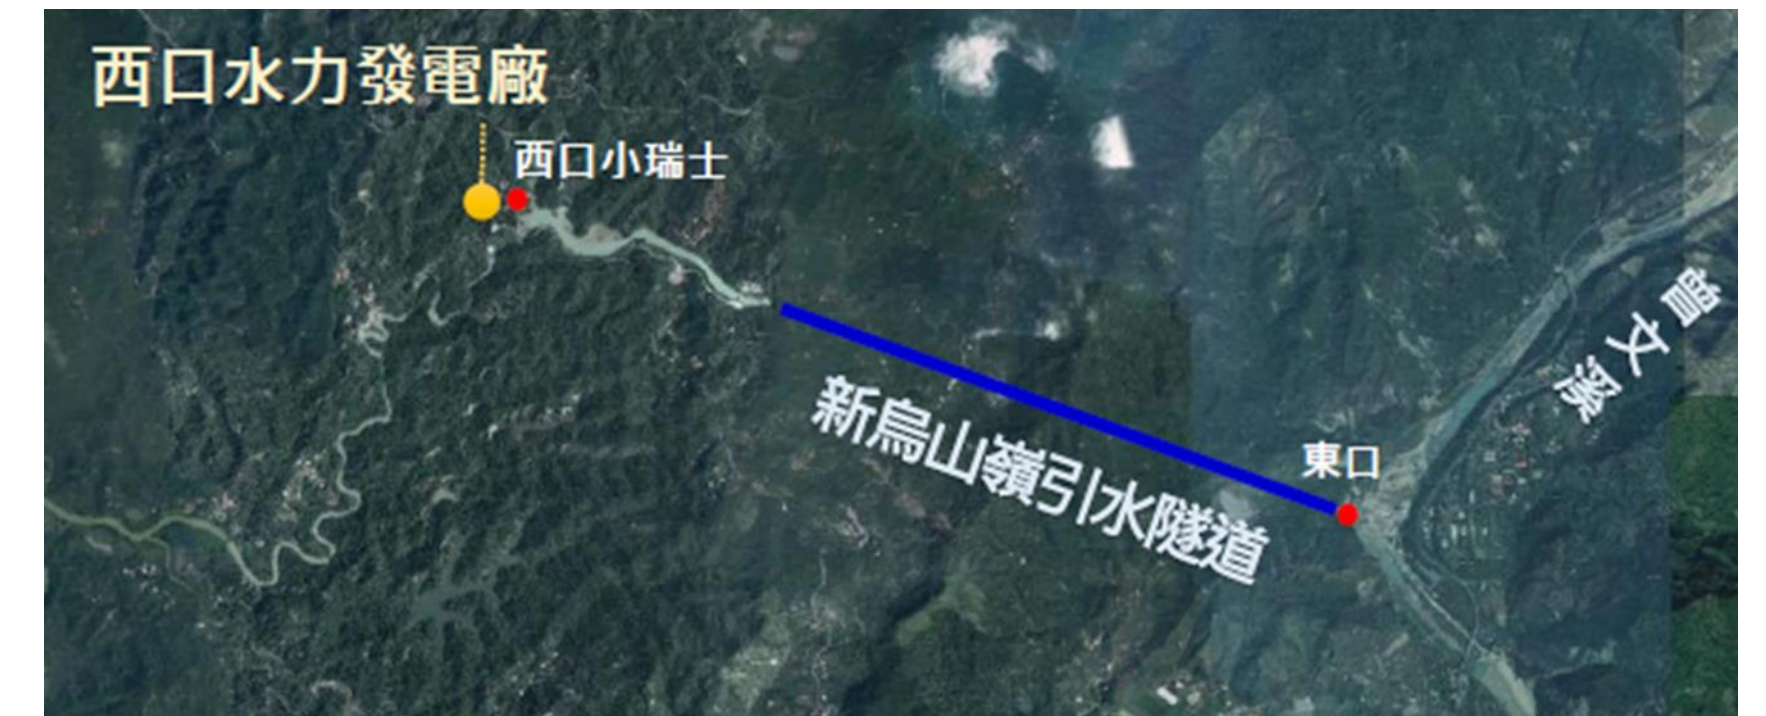 西口水力發電廠
西口小瑞士
新烏山嶺引水隧道
東口
曾文溪